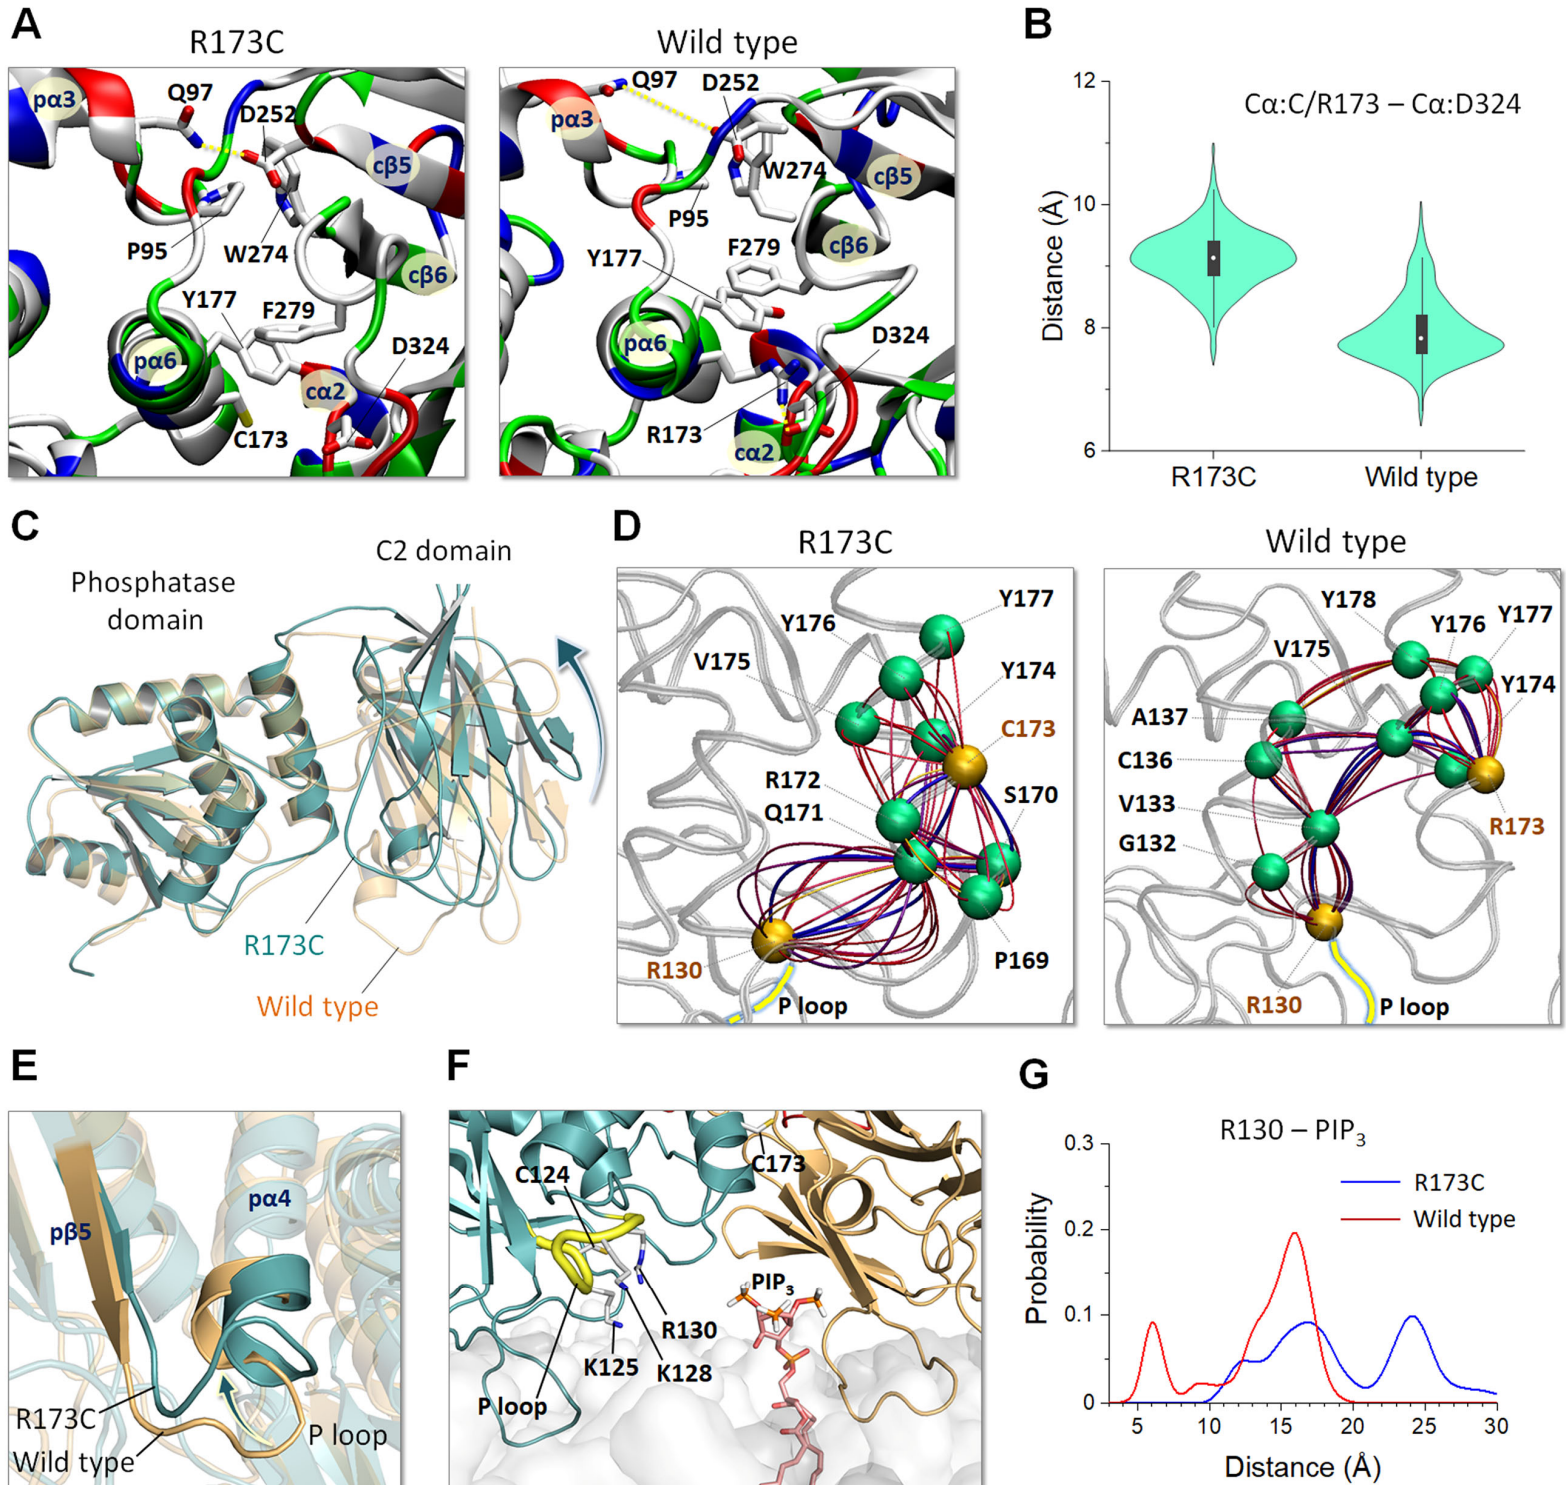 A
R173C
Wild type
pα3
Q97
D252
cβ5
P95
W274
cβ6
Y177
F279
D324
pα6
cα2
C173
Q97
D252
pα3
W274
cβ5
P95
F279
Y177
cβ6
D324
pα6
R173
cα2
B
Cα:C/R173 – Cα:D324
Distance (Å)
12
10
8
6
R173C
Wild type
C
C2 domain
Phosphatase
domain
R173C
Wild type
D
R173C
Wild type
Y177
Y176
V175
Y174
C173
R172
Q171
S170
P169
R130
P loop
Y178
Y176
Y177
V175
Y174
A137
C136
V133
G132
R173
R130
P loop
E
pβ5
pα4
R173C
Wild type
P loop
F
C124
C173
PIP3
R130
K125
K128
P loop
G
R130 – PIP3
R173C
Wild type
Probability
0.3
0.2
0.1
0
5
10
15
20
25
30
Distance (Å)